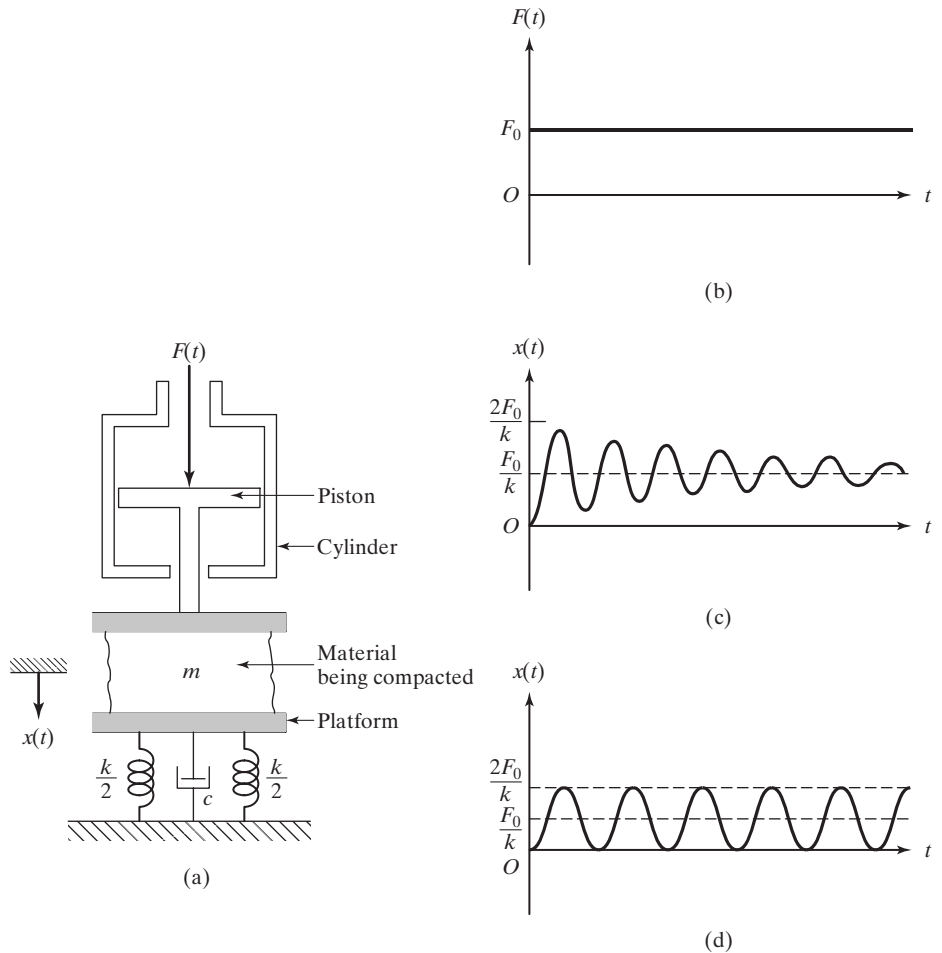 F(t)
F₀
O
t
(b)
F(t)
Piston
Cylinder
m
Material
being compacted
Platform
x(t)
k
2
c
k
2
(a)
x(t)
2F₀
k
F₀
k
O
t
(c)
x(t)
2F₀
k
F₀
k
O
t
(d)